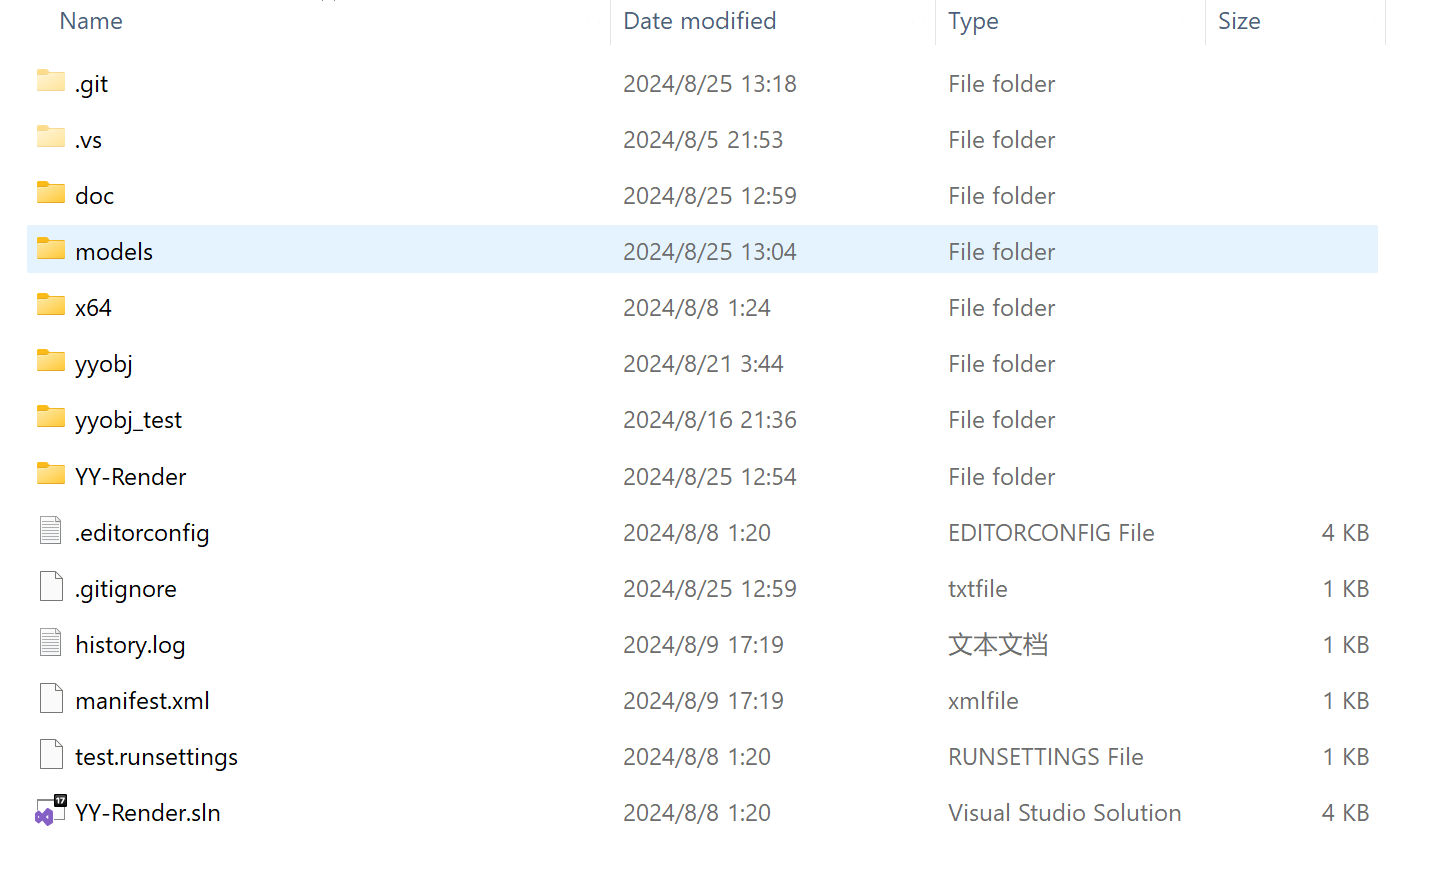 Name Date modified Type Size
.git 2024/8/25 13:18 File folder
.vs 2024/8/5 21:53 File folder
doc 2024/8/25 12:59 File folder
models 2024/8/25 13:04 File folder
x64 2024/8/8 1:24 File folder
yyobj 2024/8/21 3:44 File folder
yyobj_test 2024/8/16 21:36 File folder
YY-Render 2024/8/25 12:54 File folder
.editorconfig 2024/8/8 1:20 EDITORCONFIG File 4 KB
.gitignore 2024/8/25 12:59 txtfile 1 KB
history.log 2024/8/9 17:19 文本文档 1 KB
manifest.xml 2024/8/9 17:19 xmlfile 1 KB
test.runsettings 2024/8/8 1:20 RUNSETTINGS File 1 KB
17 YY-Render.sln 2024/8/8 1:20 Visual Studio Solution 4 KB